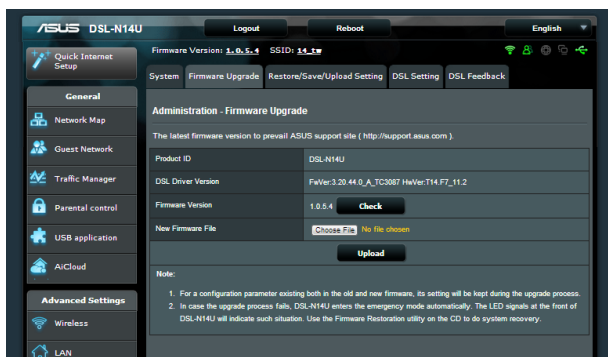 ASUS DSL-N14U
Logout
Reboot
English
Quick Internet
Setup
Firmware Version: 1.0.5.4 SSID: 14_tw
System
Firmware Upgrade
Restore/Save/Upload Setting
DSL Setting
DSL Feedback
General
Network Map
Guest Network
Traffic Manager
Parental control
USB application
AiCloud
Advanced Settings
Wireless
LAN
Administration - Firmware Upgrade
The latest firmware version to prevail ASUS support site ( http://support.asus.com ).
Product ID
DSL-N14U
DSL Driver Version
FwVer:3.20.44.0_A_TC3087 HwVer:T14.F7_11.2
Firmware Version
1.0.5.4
Check
New Firmware File
Choose File No file chosen
Upload
Note:
1. For a configuration parameter existing both in the old and new firmware, its setting will be kept during the upgrade process.
2. In case the upgrade process fails, DSL-N14U enters the emergency mode automatically. The LED signals at the front of
DSL-N14U will indicate such situation. Use the Firmware Restoration utility on the CD to do system recovery.